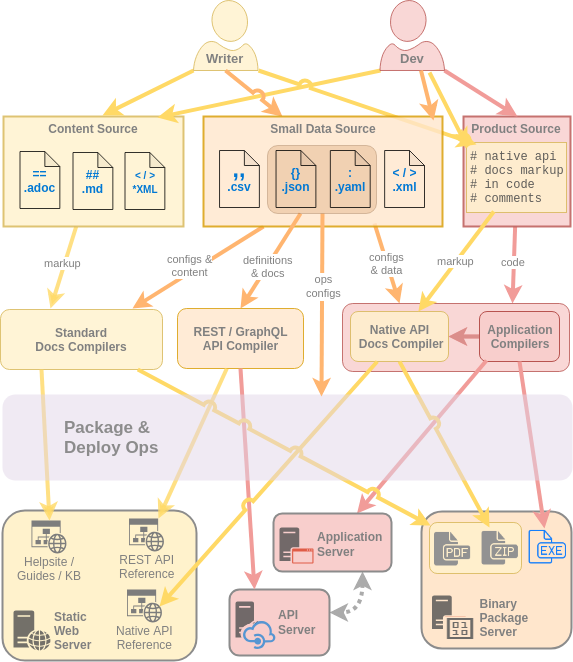 Writer
Dev
Content Source
Small Data Source
Product Source
==
.adoc
##
.md
< / >
*XML
,,
.csv
{}
.json
:
.yaml
< / >
.xml
# native api
# docs markup
# in code
# comments
markup
configs &
content
definitions
& docs
ops
configs
configs
& data
markup
code
Standard
Docs Compilers
REST / GraphQL
API Compiler
Native API
Docs Compiler
Application
Compilers
Package &
Deploy Ops
Helpsite /
Guides / KB
REST API
Reference
Native API
Reference
Static
Web
Server
Application
Server
API
Server
PDF
ZIP
EXE
Binary
Package
Server